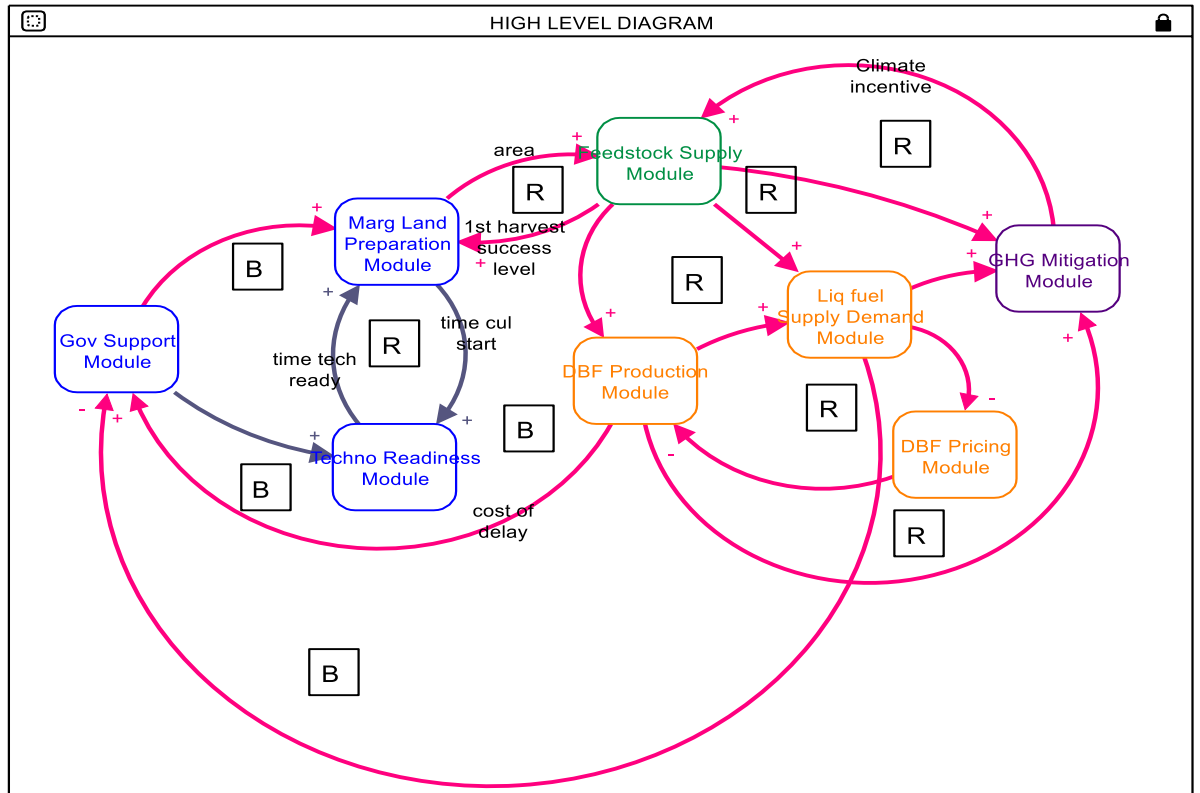 HIGH LEVEL DIAGRAM
Climate
incentive
+
+
R
area
Feedstock Supply
Module
R
R
+
Marg Land
Preparation
Module
1st harvest
success
level
+
+
GHG Mitigation
Module
B
+
+
R
Liq fuel
Supply Demand
Module
+
+
+
Gov Support
Module
time tech
ready
R
time cul
start
+
DBF Production
Module
-
+
+
+
Techno Readiness
Module
B
R
-
DBF Pricing
Module
-
B
cost of
delay
R
B